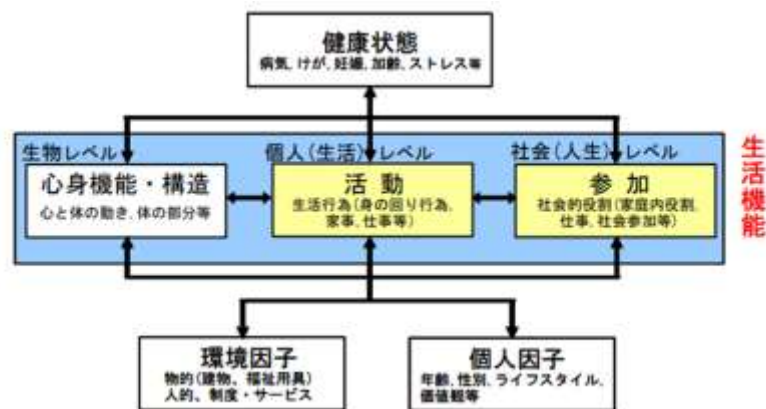 健康状態
病気、けが、妊娠、加齢、ストレス等
生物レベル
個人(生活)レベル
社会(人生)レベル
心身機能・構造
心と体の動き、体の部分等
活 動
生活行為(身の回り行為、
家事、仕事等)
参 加
社会的役割(家庭内役割、
仕事、社会参加等)
生活機能
環境因子
物的(建物、福祉用具)
人的、制度・サービス
個人因子
年齢、性別、ライフスタイル、
価値観等